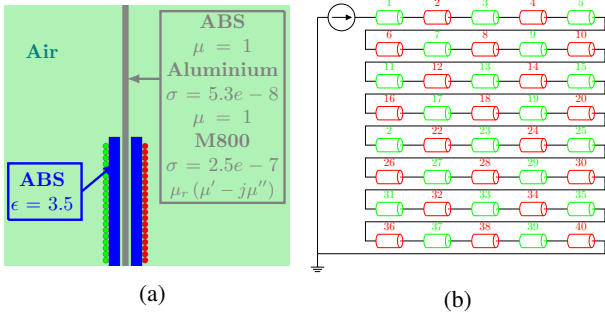 Air
ABS
μ = 1
Aluminium
σ = 5.3e − 8
μ = 1
M800
σ = 2.5e − 7
μr (μ′ − jμ″)
ABS
ϵ = 3.5
(a)
1 2 3 4 5
6 7 8 9 10
11 12 13 14 15
16 17 18 19 20
2 22 23 24 25
26 27 28 29 30
31 32 33 34 35
36 37 38 39 40
(b)